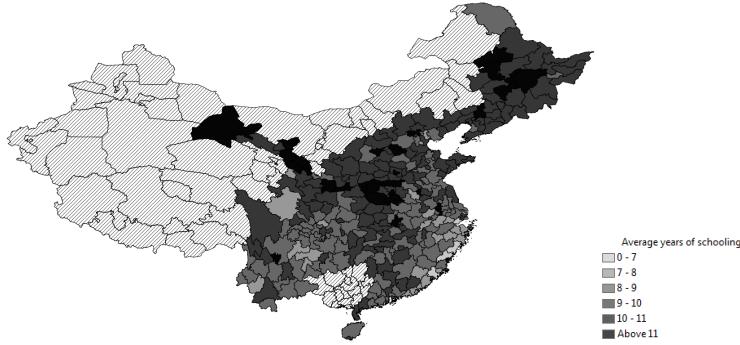 Average years of schooling
0 - 7
7 - 8
8 - 9
9 - 10
10 - 11
Above 11